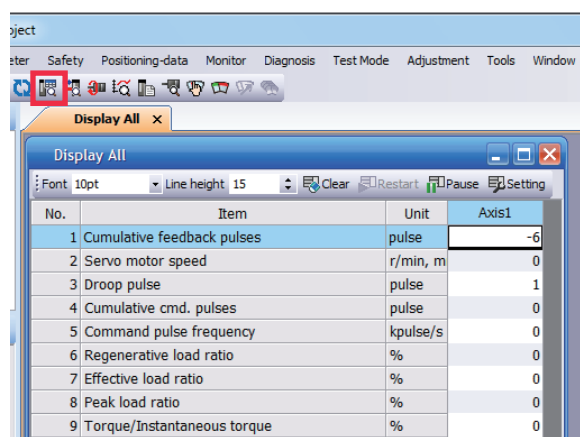 oject
eter Safety Positioning-data Monitor Diagnosis Test Mode Adjustment Tools Window
Display All ×
Display All
Font 10pt Line height 15 Clear Restart Pause Setting
No. Item Unit Axis1
1 Cumulative feedback pulses pulse -6
2 Servo motor speed r/min, m 0
3 Droop pulse pulse 1
4 Cumulative cmd. pulses pulse 0
5 Command pulse frequency kpulse/s 0
6 Regenerative load ratio % 0
7 Effective load ratio % 0
8 Peak load ratio % 0
9 Torque/Instantaneous torque % 0